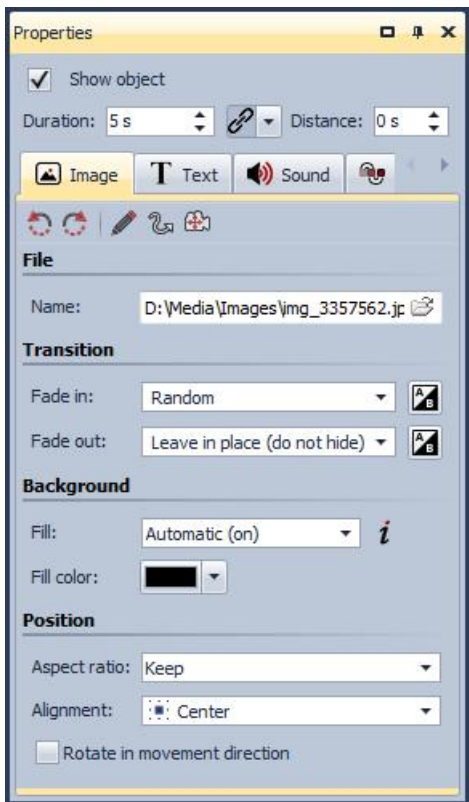 Properties
Show object
Duration: 5 s Distance: 0 s
Image T Text Sound
File
Name: D:\Media\Images\img_3357562.jp
Transition
Fade in: Random A B
Fade out: Leave in place (do not hide) A B
Background
Fill: Automatic (on) i
Fill color:
Position
Aspect ratio: Keep
Alignment: Center
Rotate in movement direction